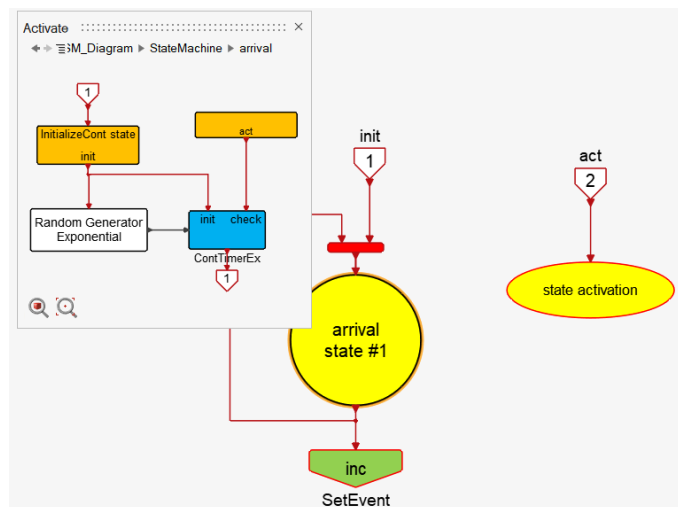 Activate
SM_Diagram StateMachine arrival
1
InitializeCont state
init
act
Random Generator
Exponential
init check
ContTimerEx
1
init
1
act
2
state activation
arrival
state #1
inc
SetEvent